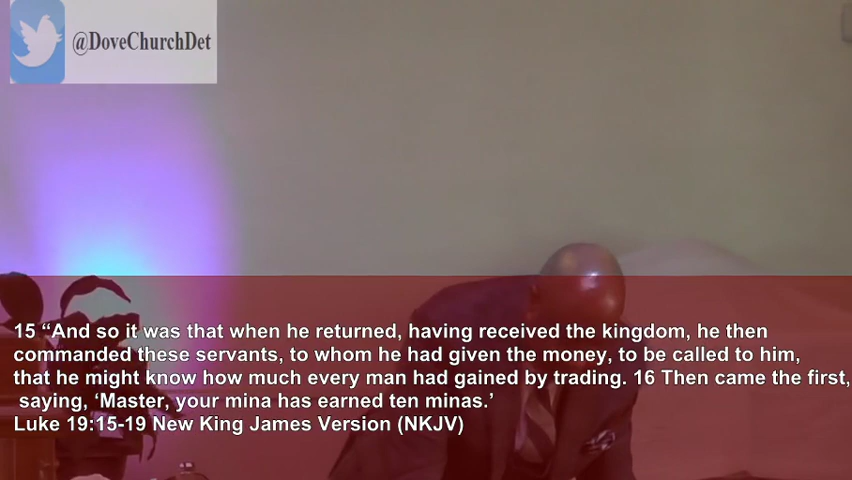 @DoveChurchDet
15 “And so it was that when he returned, having received the kingdom, he then
commanded these servants, to whom he had given the money, to be called to him,
that he might know how much every man had gained by trading. 16 Then came the first,
saying, ‘Master, your mina has earned ten minas.’
Luke 19:15-19 New King James Version (NKJV)